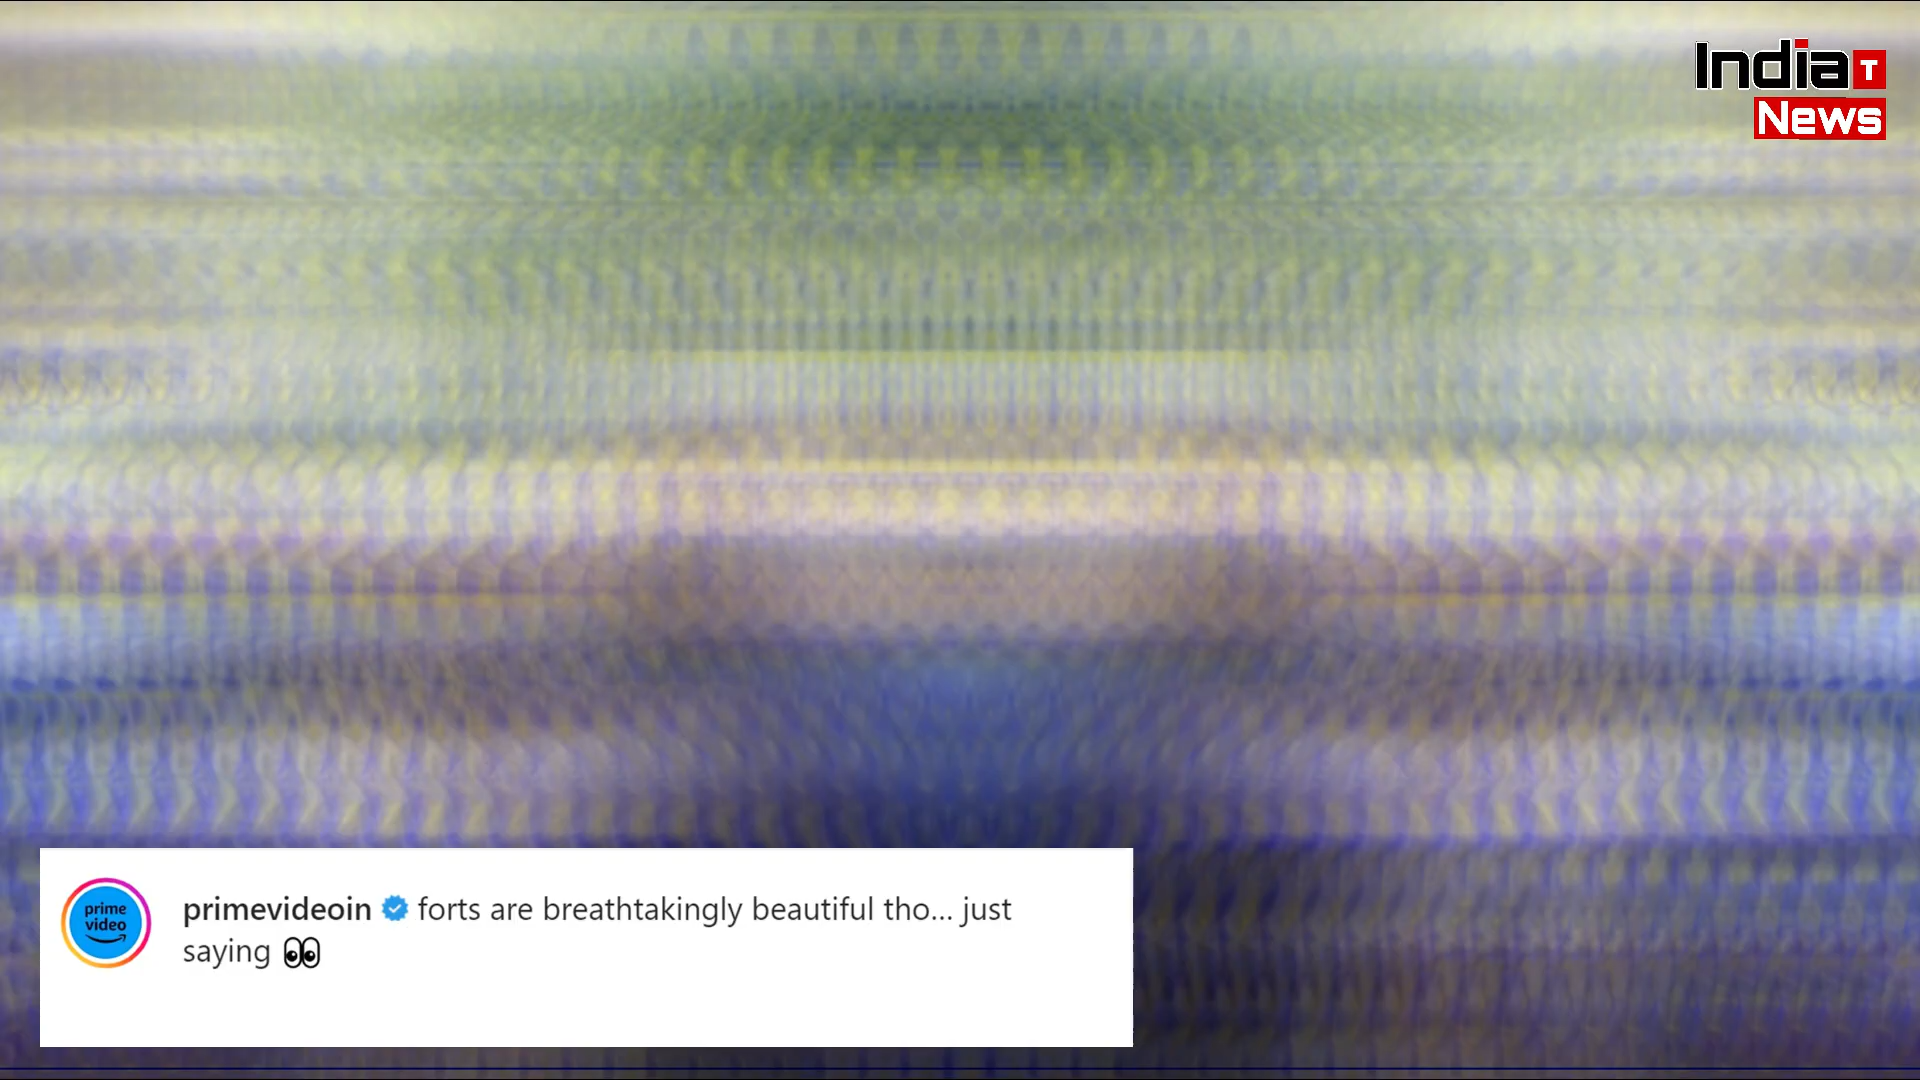 India T
News
prime
video
primevideoin forts are breathtakingly beautiful tho... just
saying 👀